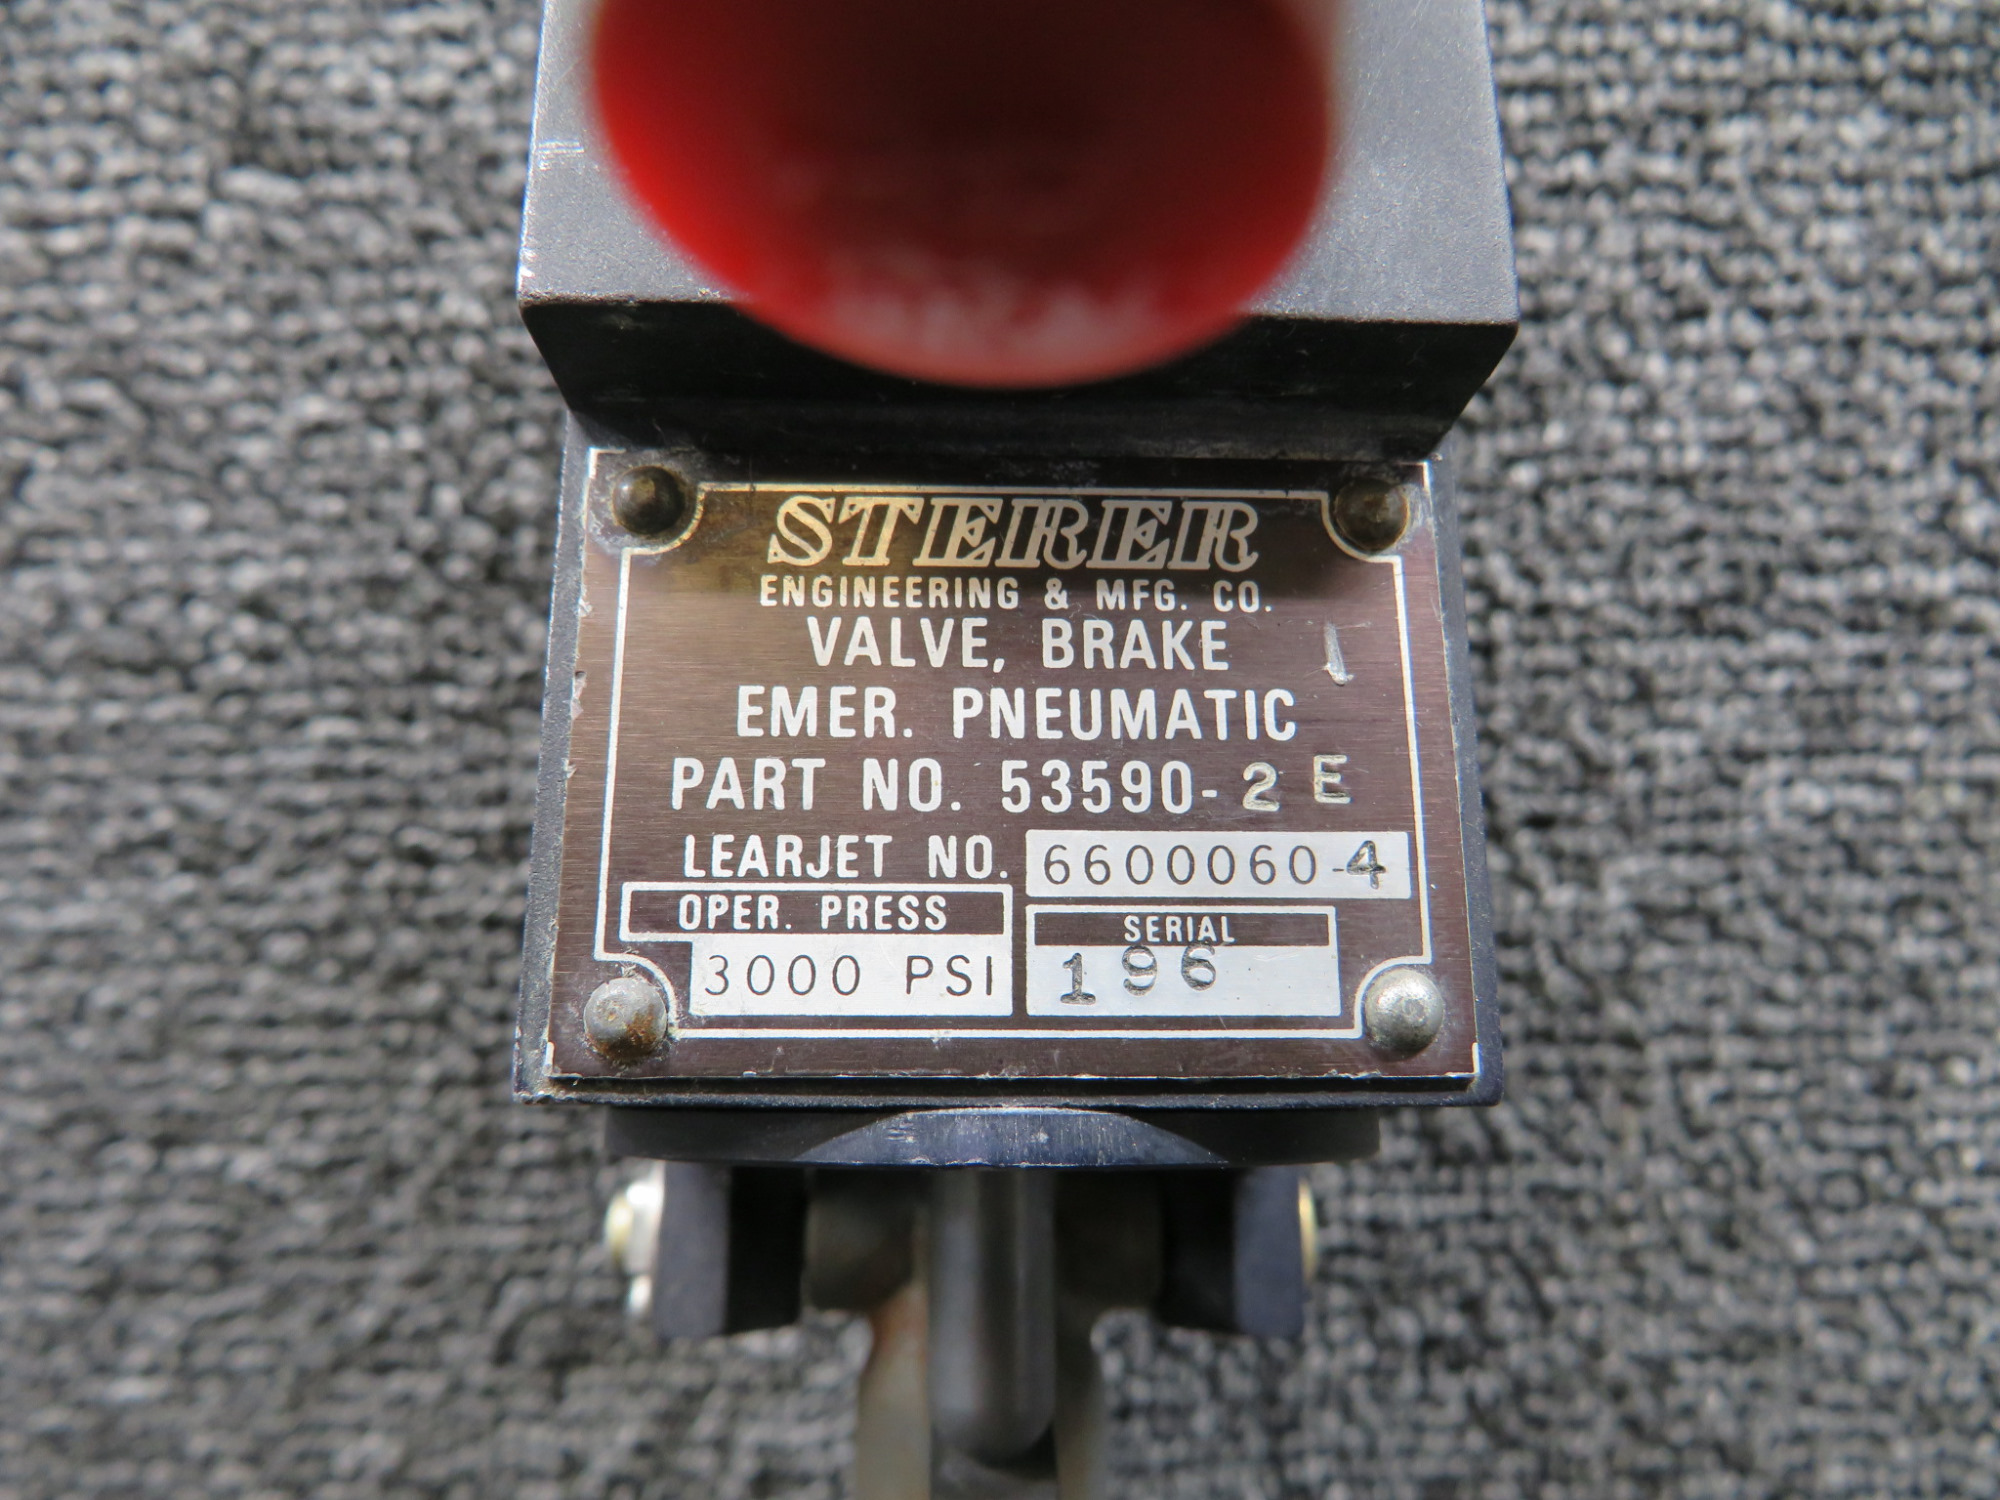 STERER
ENGINEERING & MFG. CO.
VALVE, BRAKE
EMER. PNEUMATIC
PART NO. 53590-2 E
LEARJET NO. 6600060-4
OPER. PRESS
3000 PSI
SERIAL
196